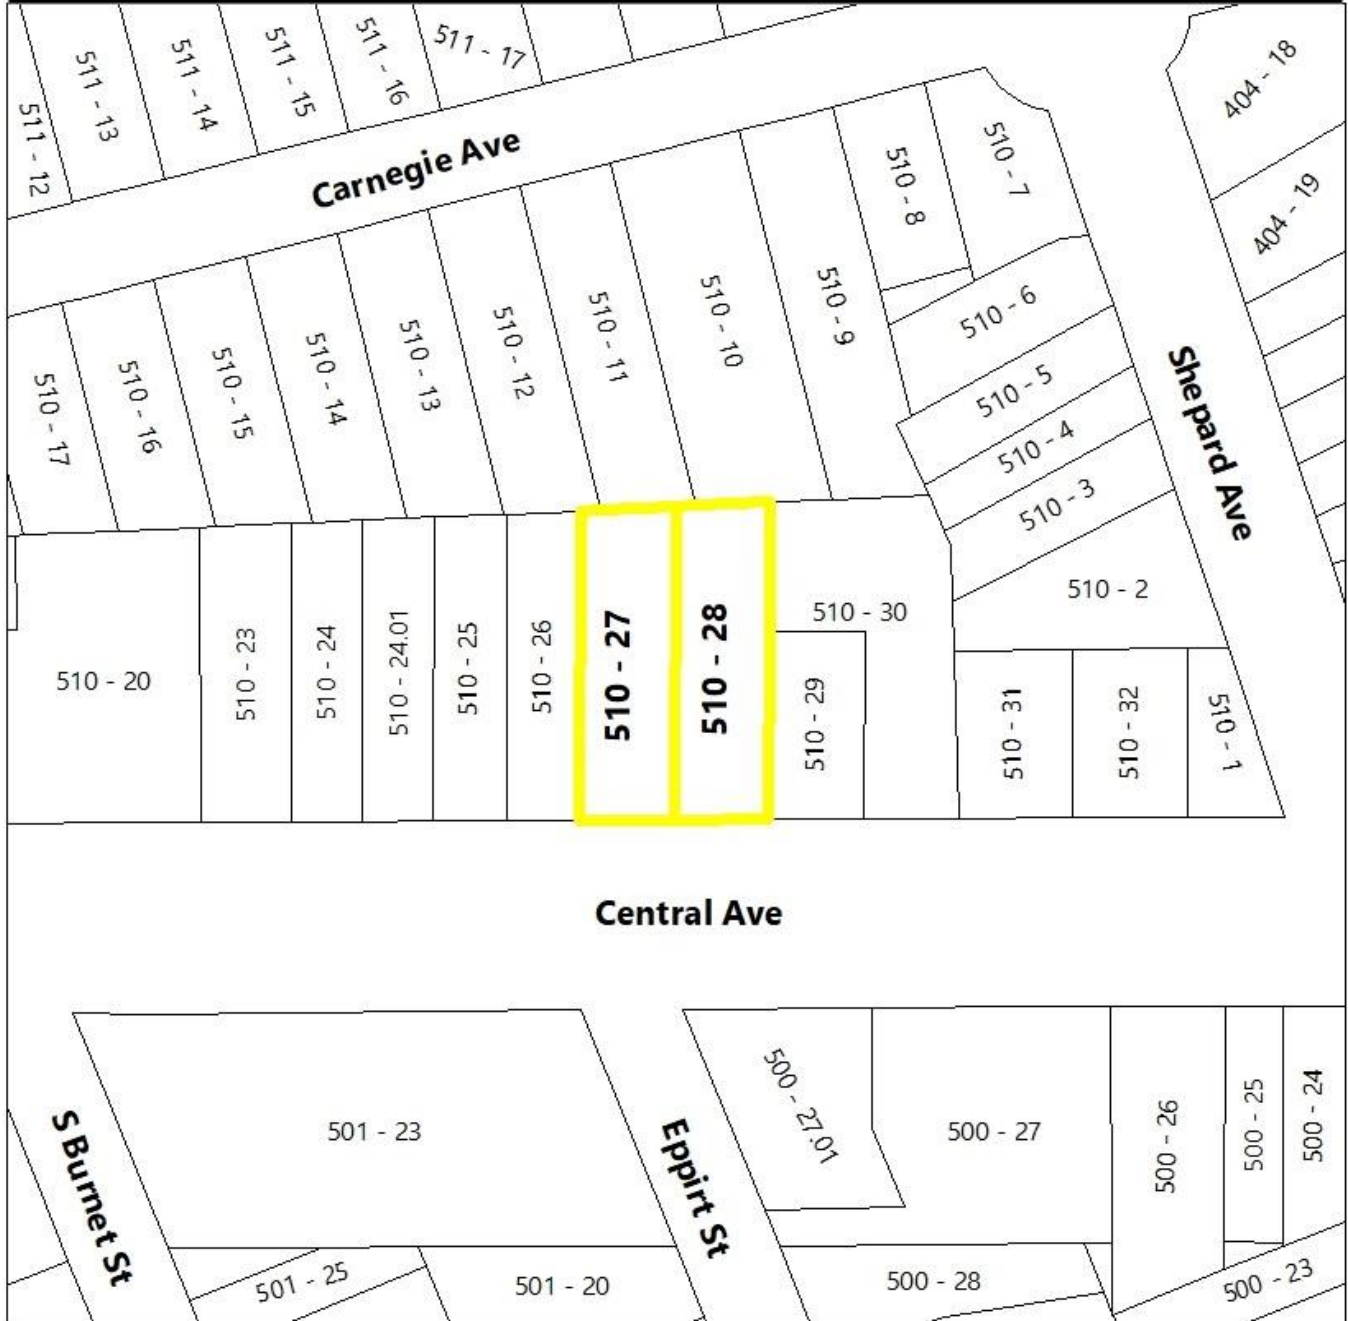 511 - 12
511 - 13
511 - 14
511 - 15
511 - 16
511 - 17
404 - 18
404 - 19
Carnegie Ave
510 - 8
510 - 7
510 - 17
510 - 16
510 - 15
510 - 14
510 - 13
510 - 12
510 - 11
510 - 10
510 - 9
510 - 6
510 - 5
510 - 4
510 - 3
Shepard Ave
510 - 2
510 - 20
510 - 23
510 - 24
510 - 24.01
510 - 25
510 - 26
510 - 27
510 - 28
510 - 30
510 - 29
510 - 31
510 - 32
510 - 1
Central Ave
S Burnet St
501 - 23
Eppirt St
500 - 27.01
500 - 27
500 - 26
500 - 25
500 - 24
501 - 25
501 - 20
500 - 28
500 - 23